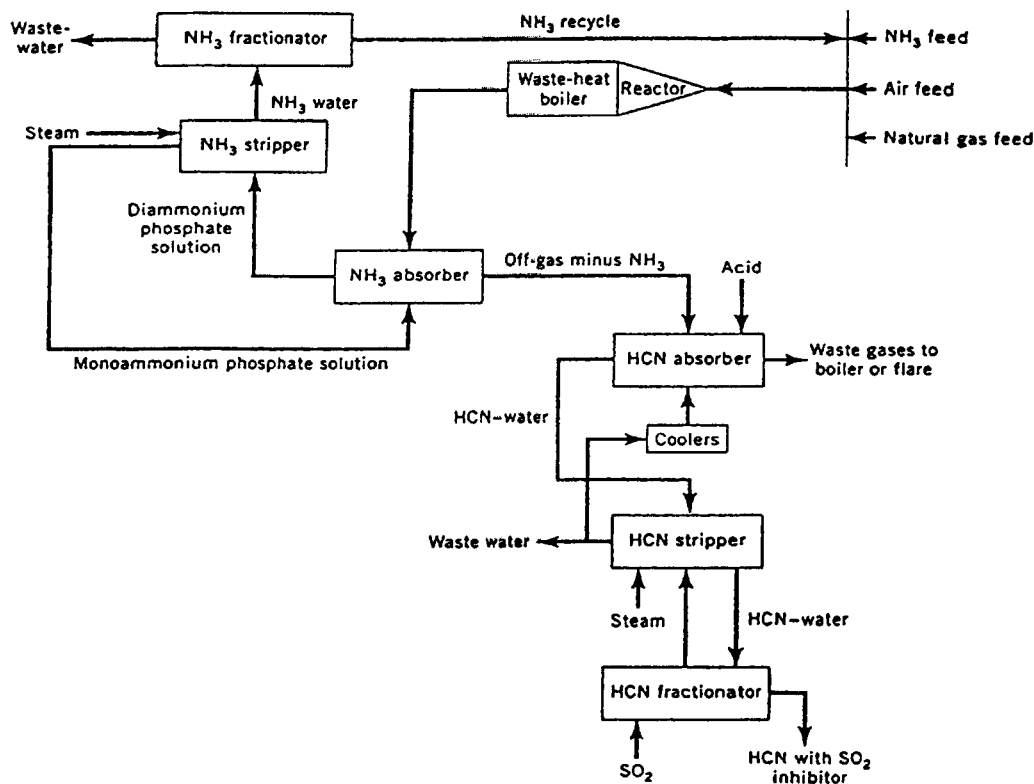 Waste-
water
NH₃ fractionator
NH₃ recycle
NH₃ feed
Waste-heat
boiler
Reactor
Air feed
NH₃ water
Steam
NH₃ stripper
Natural gas feed
Diammonium
phosphate
solution
NH₃ absorber
Off-gas minus NH₃
Acid
Monoammonium phosphate solution
HCN absorber
Waste gases to
boiler or flare
HCN-water
Coolers
Waste water
HCN stripper
Steam
HCN-water
HCN fractionator
SO₂
HCN with SO₂
inhibitor